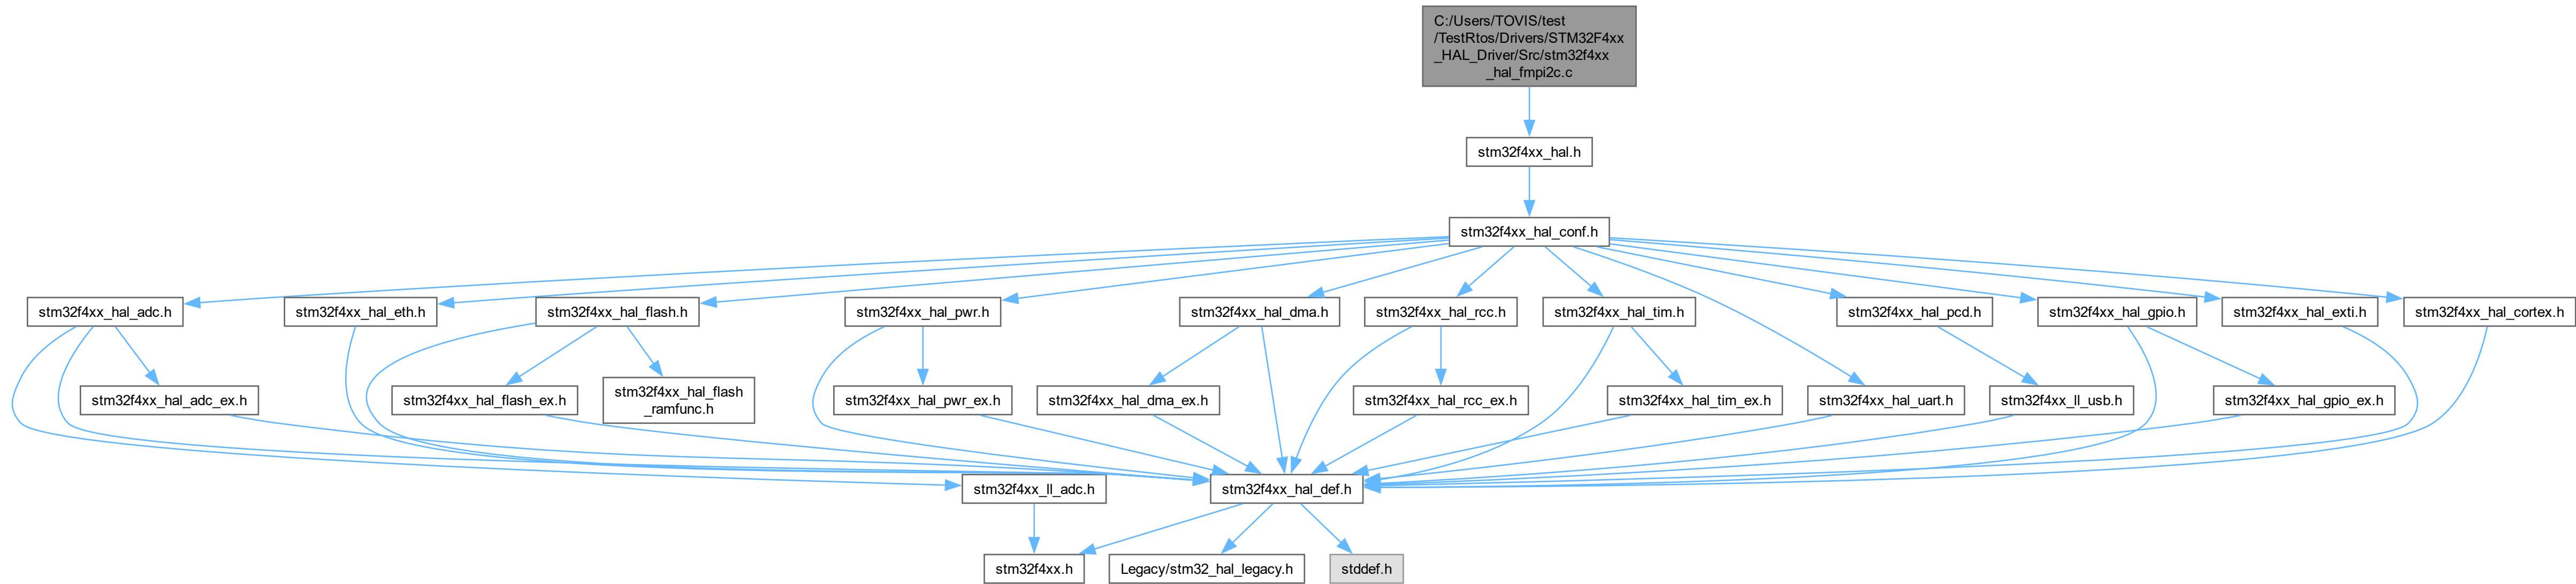 C:/Users/TOVIS/test
/TestRtos/Drivers/STM32F4xx
_HAL_Driver/Src/stm32f4xx
_hal_fmpi2c.c
stm32f4xx_hal.h
stm32f4xx_hal_conf.h
stm32f4xx_hal_adc.h
stm32f4xx_hal_eth.h
stm32f4xx_hal_flash.h
stm32f4xx_hal_pwr.h
stm32f4xx_hal_dma.h
stm32f4xx_hal_rcc.h
stm32f4xx_hal_tim.h
stm32f4xx_hal_pcd.h
stm32f4xx_hal_gpio.h
stm32f4xx_hal_exti.h
stm32f4xx_hal_cortex.h
stm32f4xx_hal_adc_ex.h
stm32f4xx_hal_flash_ex.h
stm32f4xx_hal_flash
_ramfunc.h
stm32f4xx_hal_pwr_ex.h
stm32f4xx_hal_dma_ex.h
stm32f4xx_hal_rcc_ex.h
stm32f4xx_hal_tim_ex.h
stm32f4xx_hal_uart.h
stm32f4xx_ll_usb.h
stm32f4xx_hal_gpio_ex.h
stm32f4xx_ll_adc.h
stm32f4xx_hal_def.h
stm32f4xx.h
Legacy/stm32_hal_legacy.h
stddef.h